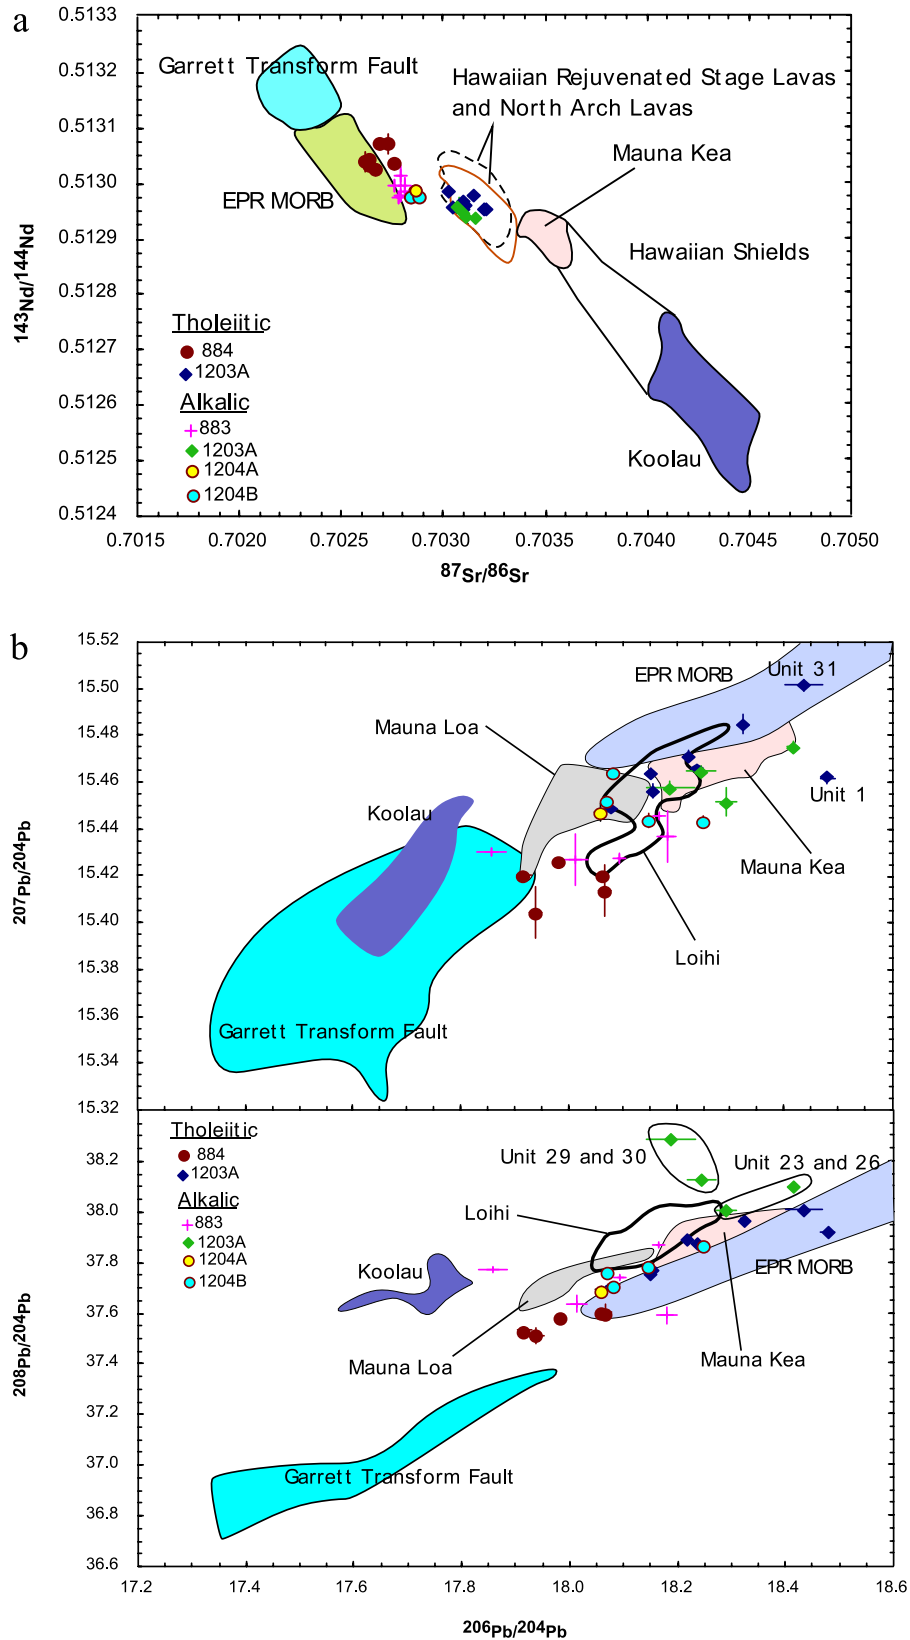 a
0.5133
0.5132
0.5131
0.5130
0.5129
0.5128
0.5127
0.5126
0.5125
0.5124
143Nd/144Nd
Garrett Transform Fault
EPR MORB
Hawaiian Rejuvenated Stage Lavas
and North Arch Lavas
Mauna Kea
Hawaiian Shields
Koolau
Tholeiitic
884
1203A
Alkalic
883
1203A
1204A
1204B
0.7015
0.7020
0.7025
0.7030
0.7035
0.7040
0.7045
0.7050
87Sr/86Sr
b
15.52
15.50
15.48
15.46
15.44
15.42
15.40
15.38
15.36
15.34
15.32
207Pb/204Pb
EPR MORB
Unit 31
Mauna Loa
Koolau
Unit 1
Mauna Kea
Loihi
Garrett Transform Fault
38.2
38.0
37.8
37.6
37.4
37.2
37.0
36.8
36.6
208Pb/204Pb
Tholeiitic
884
1203A
Alkalic
883
1203A
1204A
1204B
Unit 29 and 30
Unit 23 and 26
Loihi
Koolau
EPR MORB
Mauna Loa
Mauna Kea
Garrett Transform Fault
17.2
17.4
17.6
17.8
18.0
18.2
18.4
18.6
206Pb/204Pb